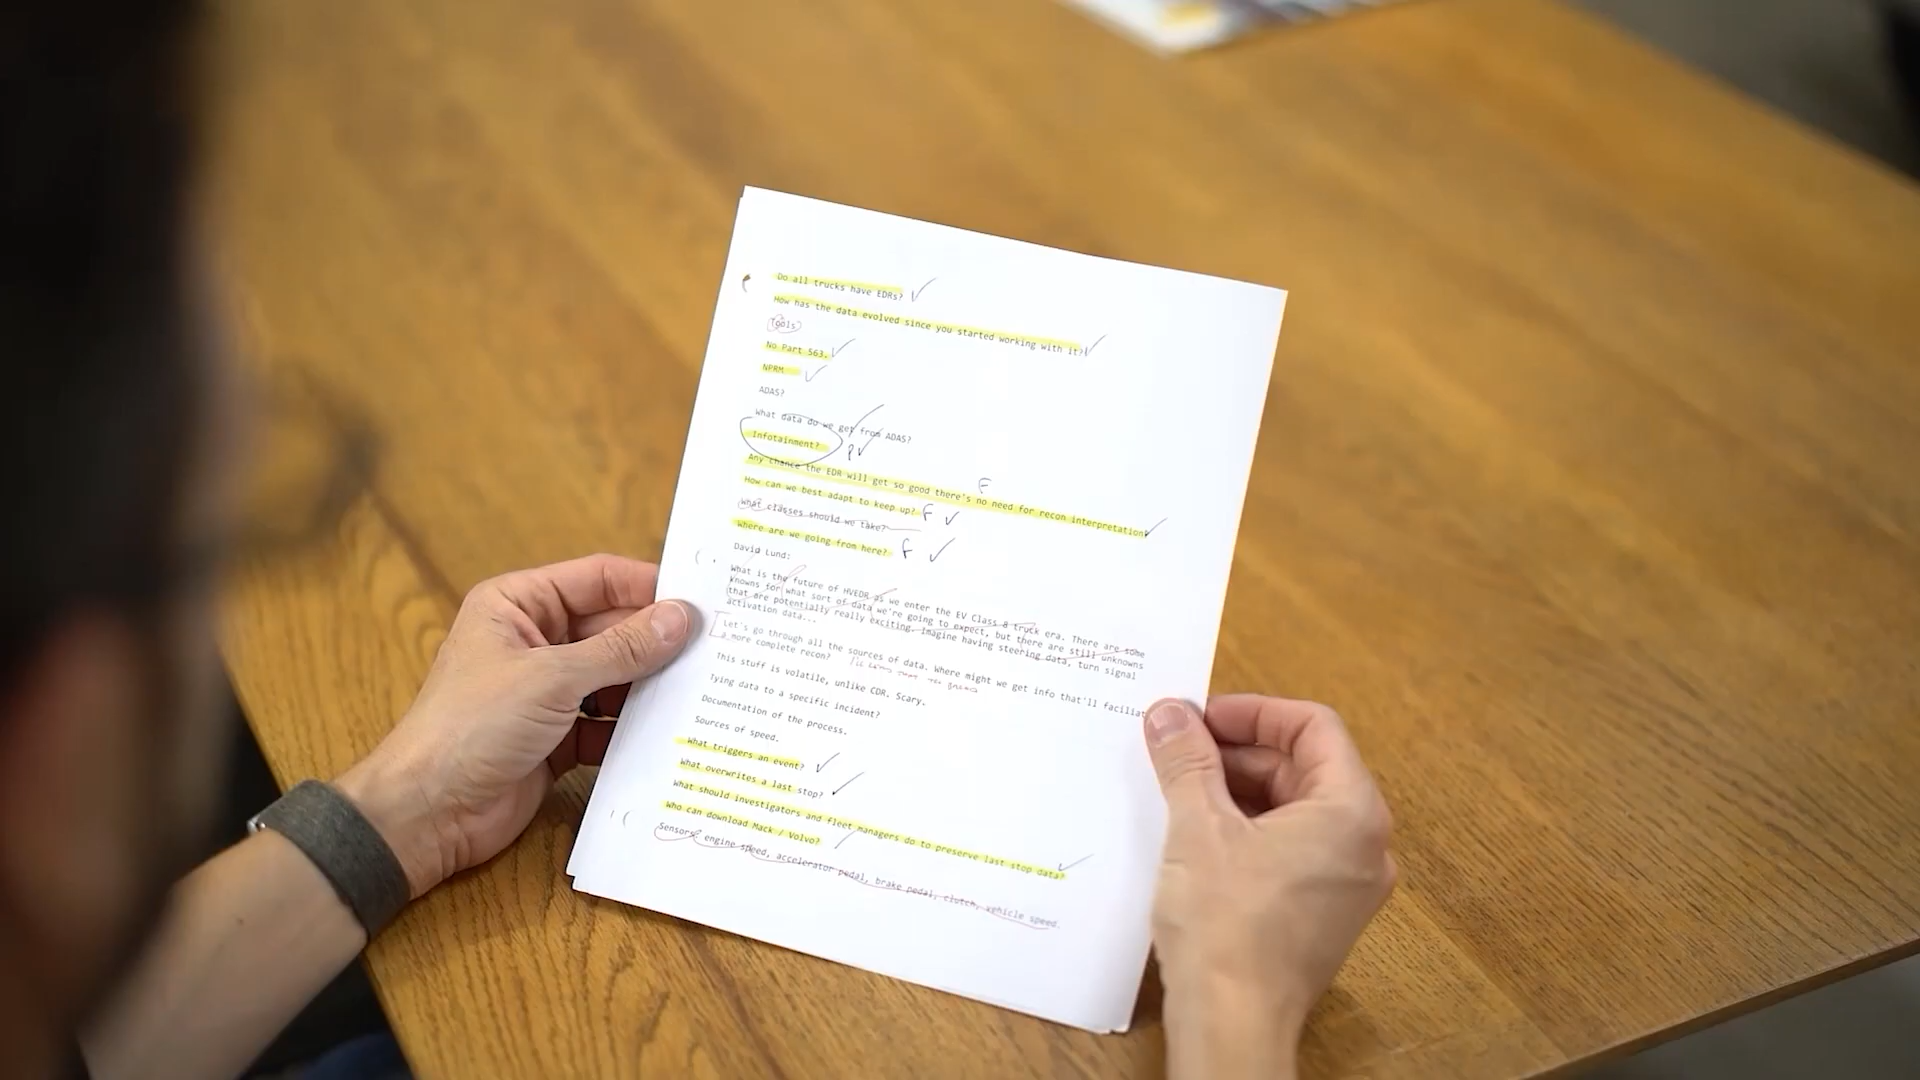 Do all trucks have EDRs?
How has the data evolved since you started working with it?
Tools
No Part 563.
NPRM
ADAS?
What data do we get from ADAS?
Infotainment?
P
Any chance the EDR will get so good there's no need for recon interpretation?
F
How can we best adapt to keep up? F
What classes should we take?
Where are we going from here? F
David Lund:
What is the future of HVEDR as we enter the EV Class 8 truck era. There are some
knowns for what sort of data we're going to expect, but there are still unknowns
that are potentially really exciting. Imagine having steering data, turn signal
activation data...
Let's go through all the sources of data. Where might we get info that'll faciliat
a more complete recon?
This stuff is volatile, unlike CDR. Scary.
Tying data to a specific incident?
Documentation of the process.
Sources of speed.
What triggers an event?
What overwrites a last stop?
What should investigators and fleet managers do to preserve last stop data?
Who can download Mack / Volvo?
Sensors: engine speed, accelerator pedal, brake pedal, clutch, vehicle speed.